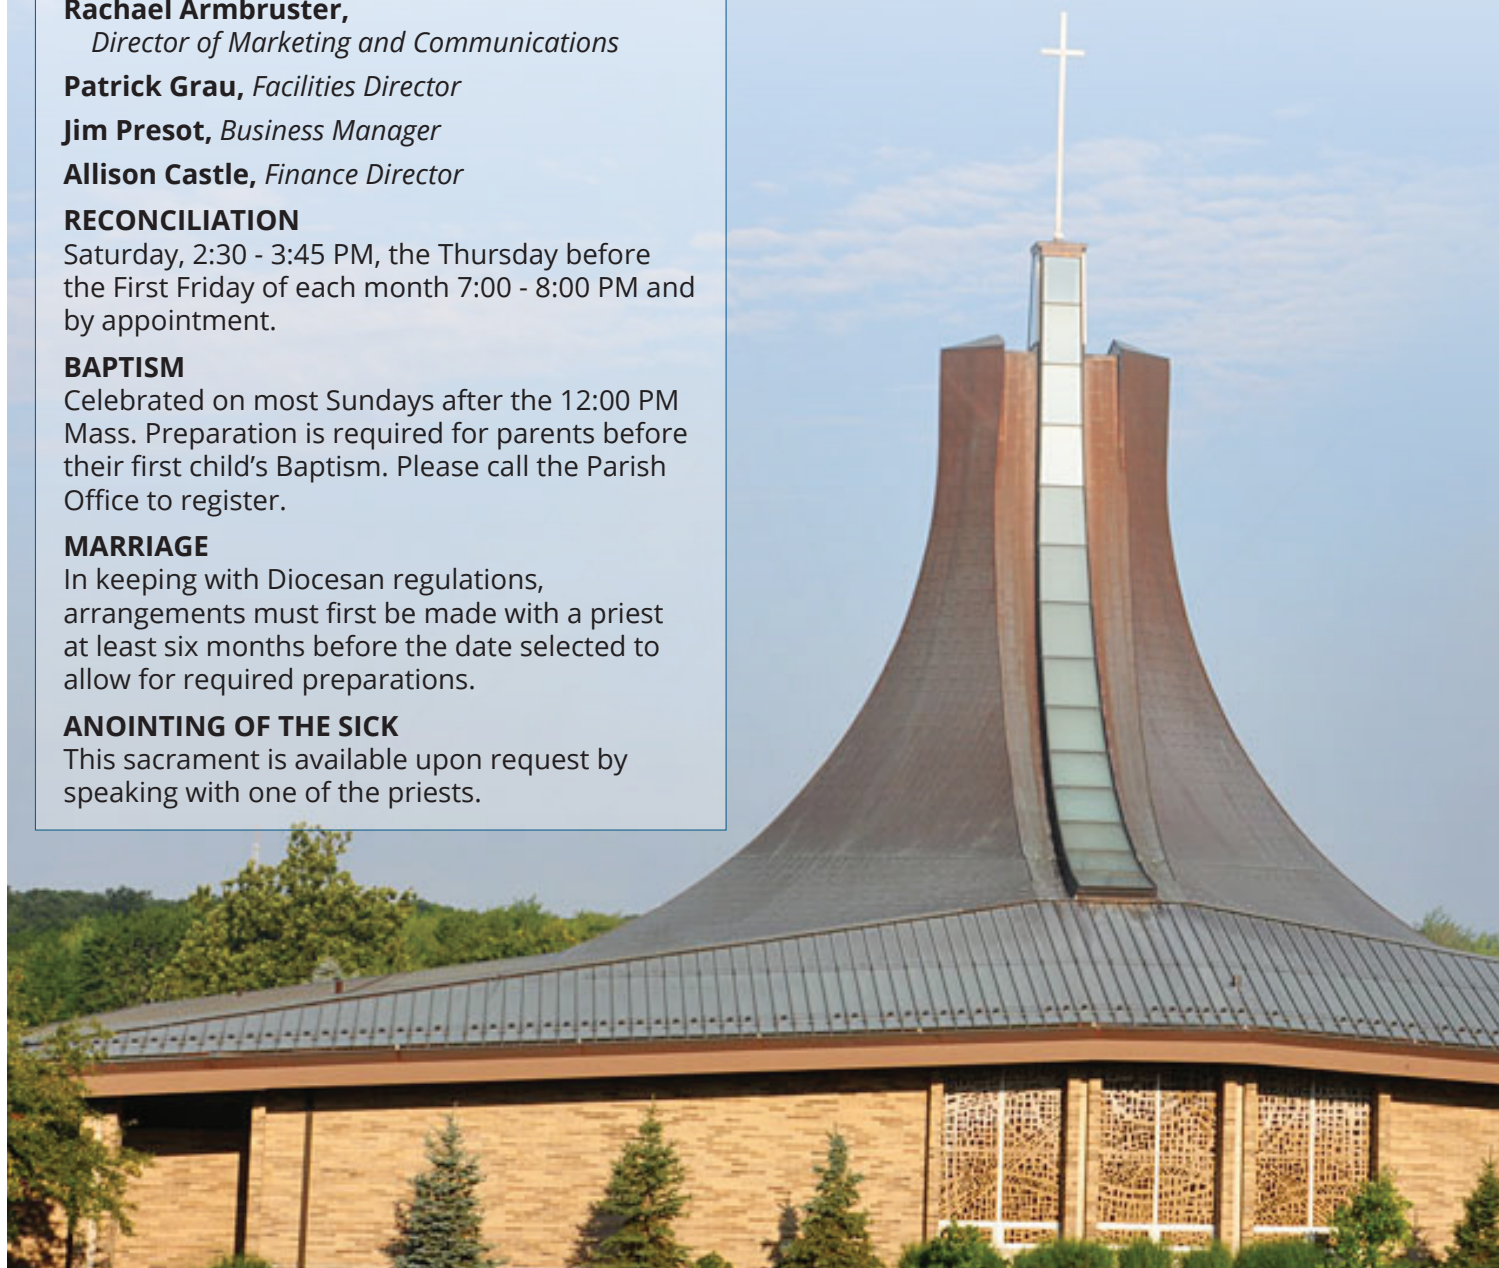 Rachael Armbruster,
Director of Marketing and Communications
Patrick Grau, Facilities Director
Jim Presot, Business Manager
Allison Castle, Finance Director
RECONCILIATION
Saturday, 2:30 - 3:45 PM, the Thursday before
the First Friday of each month 7:00 - 8:00 PM and
by appointment.
BAPTISM
Celebrated on most Sundays after the 12:00 PM
Mass. Preparation is required for parents before
their first child’s Baptism. Please call the Parish
Office to register.
MARRIAGE
In keeping with Diocesan regulations,
arrangements must first be made with a priest
at least six months before the date selected to
allow for required preparations.
ANOINTING OF THE SICK
This sacrament is available upon request by
speaking with one of the priests.